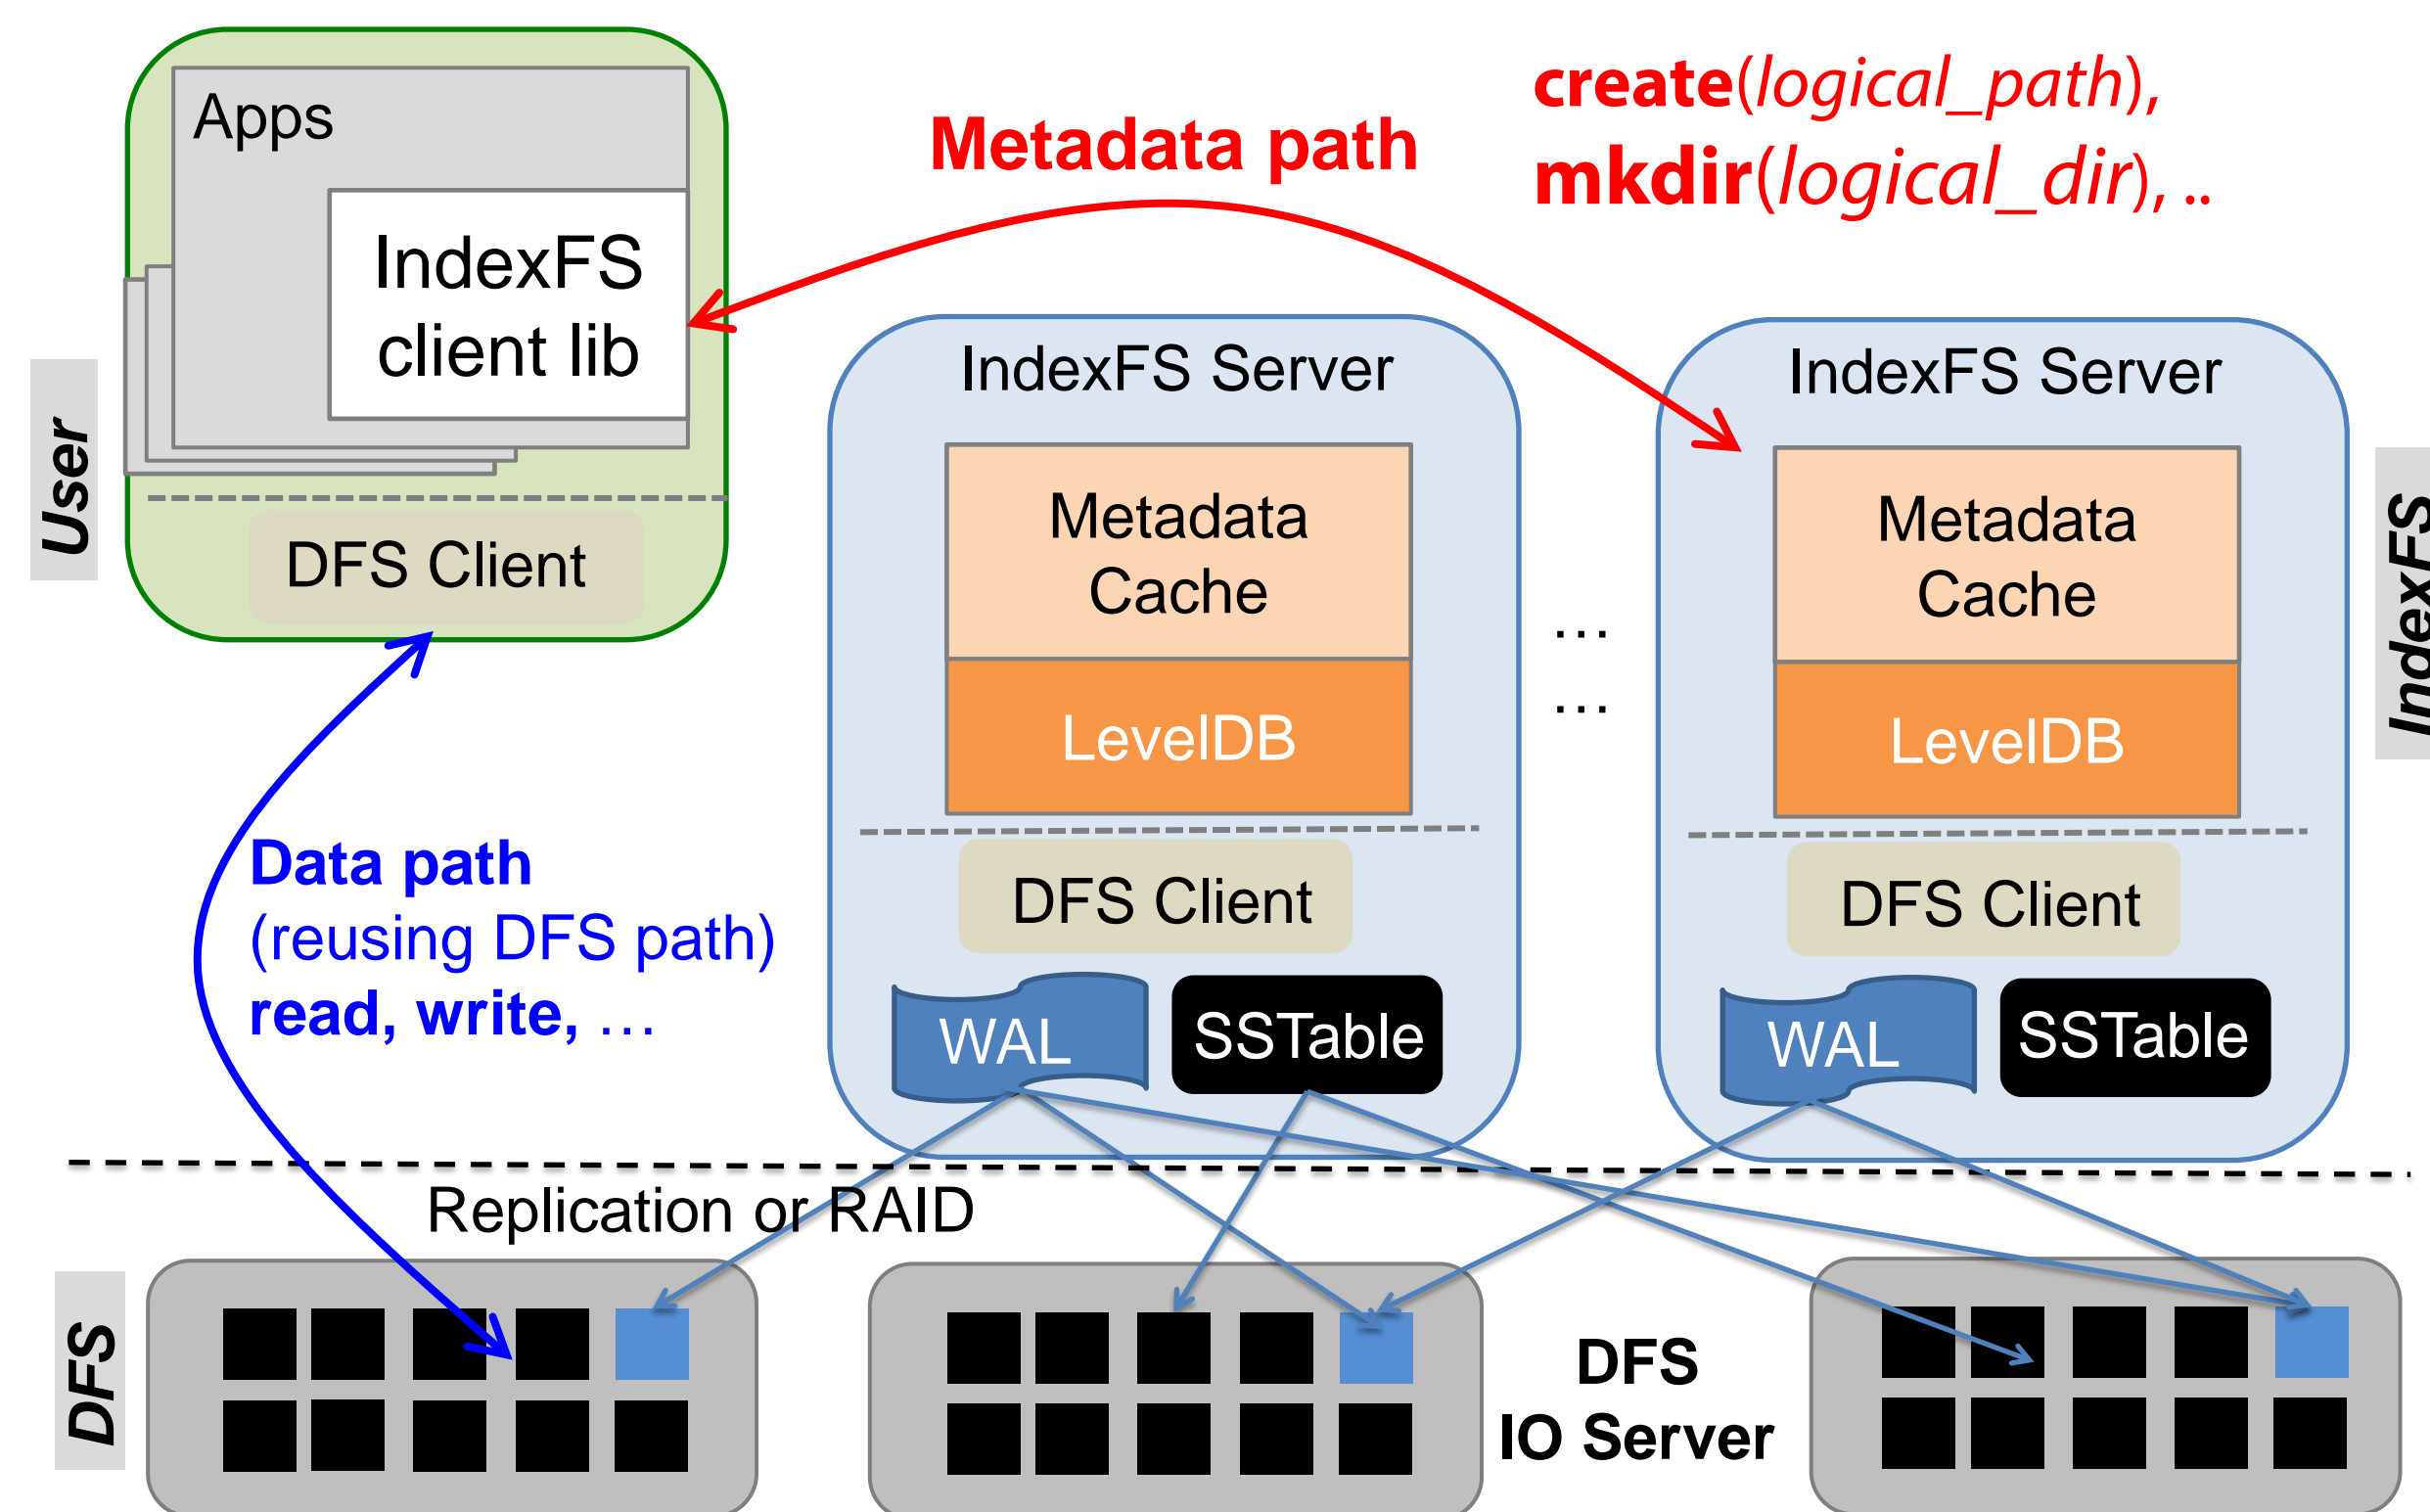 Apps
IndexFS
client lib
DFS Client
User
Metadata path
create(logical_path),
mkdir(logical_dir), ..
IndexFS Server
Metadata
Cache
LevelDB
DFS Client
WAL
SSTable
...
...
IndexFS Server
Metadata
Cache
LevelDB
DFS Client
WAL
SSTable
IndexFS
Data path
(reusing DFS path)
read, write, ...
Replication or RAID
DFS
DFS
IO Server